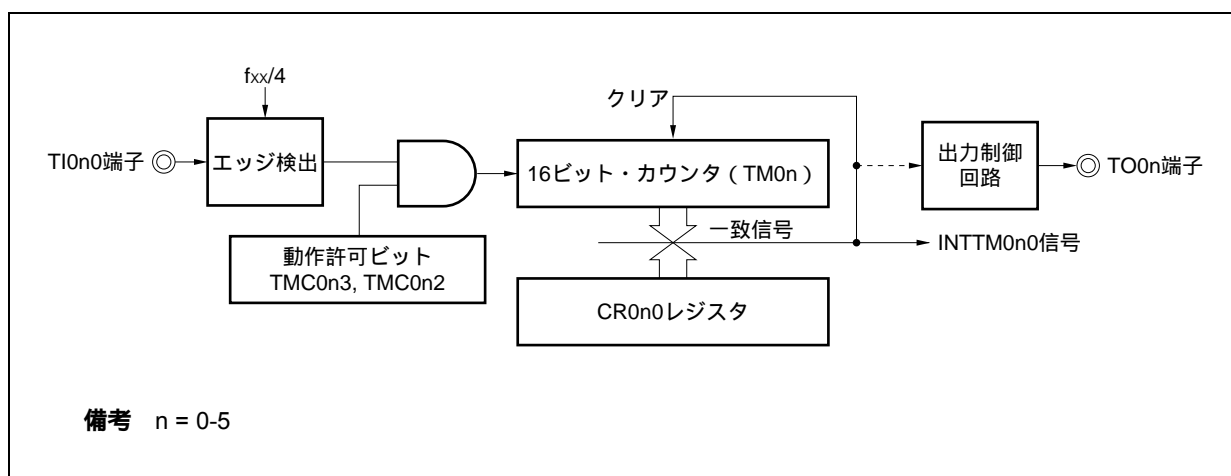 fxx/4
クリア
TI0n0端子
エッジ検出
16ビット・カウンタ（TM0n）
出力制御
回路
TO0n端子
一致信号
INTTM0n0信号
動作許可ビット
TMC0n3, TMC0n2
CR0n0レジスタ
備考 n = 0-5